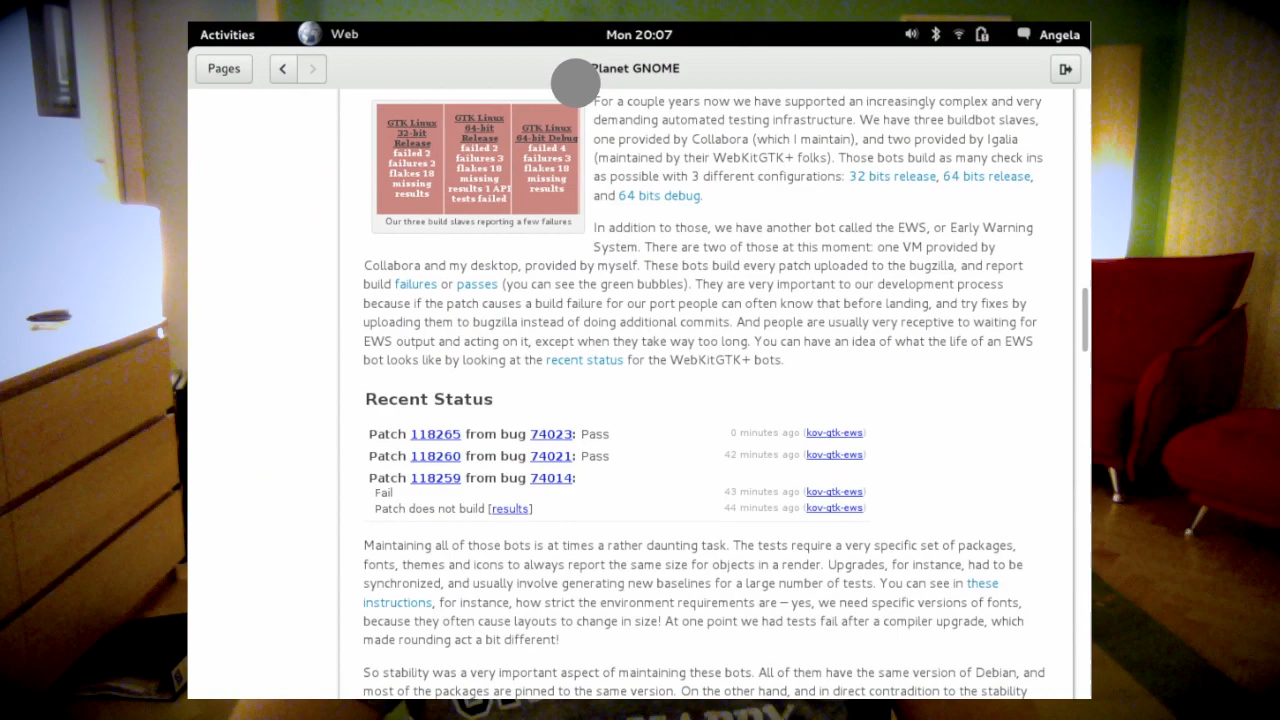 Activities Web Mon 20:07 Angela
Pages Planet GNOME
GTK Linux 32-bit Release failed 2 failures 2 flakes 18 missing results
GTK Linux 64-bit Release failed 2 failures 3 flakes 18 missing results 1 API tests failed
GTK Linux 64-bit Debug failed 4 failures 3 flakes 18 missing results
Our three build slaves reporting a few failures
For a couple years now we have supported an increasingly complex and very
demanding automated testing infrastructure. We have three buildbot slaves,
one provided by Collabora (which I maintain), and two provided by Igalia
(maintained by their WebKitGTK+ folks). Those bots build as many check ins
as possible with 3 different configurations: 32 bits release, 64 bits release,
and 64 bits debug.
In addition to those, we have another bot called the EWS, or Early Warning
System. There are two of those at this moment: one VM provided by
Collabora and my desktop, provided by myself. These bots build every patch uploaded to the bugzilla, and report
build failures or passes (you can see the green bubbles). They are very important to our development process
because if the patch causes a build failure for our port people can often know that before landing, and try fixes by
uploading them to bugzilla instead of doing additional commits. And people are usually very receptive to waiting for
EWS output and acting on it, except when they take way too long. You can have an idea of what the life of an EWS
bot looks like by looking at the recent status for the WebKitGTK+ bots.
Recent Status
Patch 118265 from bug 74023: Pass 0 minutes ago (kov-gtk-ews)
Patch 118260 from bug 74021: Pass 42 minutes ago (kov-gtk-ews)
Patch 118259 from bug 74014:
Fail 43 minutes ago (kov-gtk-ews)
Patch does not build [results] 44 minutes ago (kov-gtk-ews)
Maintaining all of those bots is at times a rather daunting task. The tests require a very specific set of packages,
fonts, themes and icons to always report the same size for objects in a render. Upgrades, for instance, had to be
synchronized, and usually involve generating new baselines for a large number of tests. You can see in these
instructions, for instance, how strict the environment requirements are – yes, we need specific versions of fonts,
because they often cause layouts to change in size! At one point we had tests fail after a compiler upgrade, which
made rounding act a bit different!
So stability was a very important aspect of maintaining these bots. All of them have the same version of Debian, and
most of the packages are pinned to the same version. On the other hand, and in direct contradiction to the stability
HAPPY